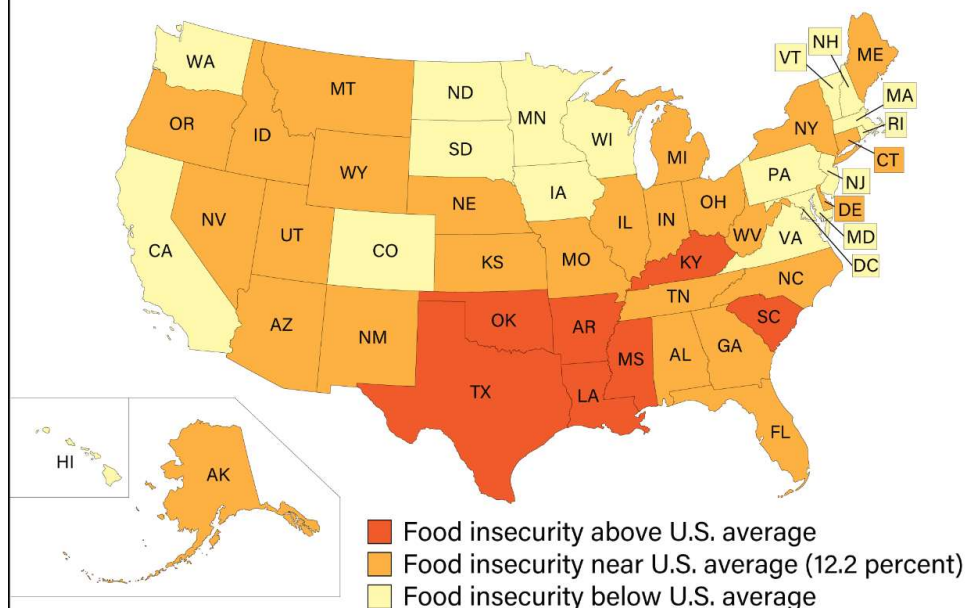 WA
MT
ND
MN
VT
NH
ME
OR
ID
SD
WI
MI
NY
MA
RI
CT
WY
IA
PA
NJ
NE
OH
DE
NV
UT
CO
IL
IN
WV
VA
MD
DC
CA
KS
MO
KY
NC
TN
AZ
NM
OK
AR
SC
MS
AL
GA
TX
LA
FL
HI
AK
Food insecurity above U.S. average
Food insecurity near U.S. average (12.2 percent)
Food insecurity below U.S. average